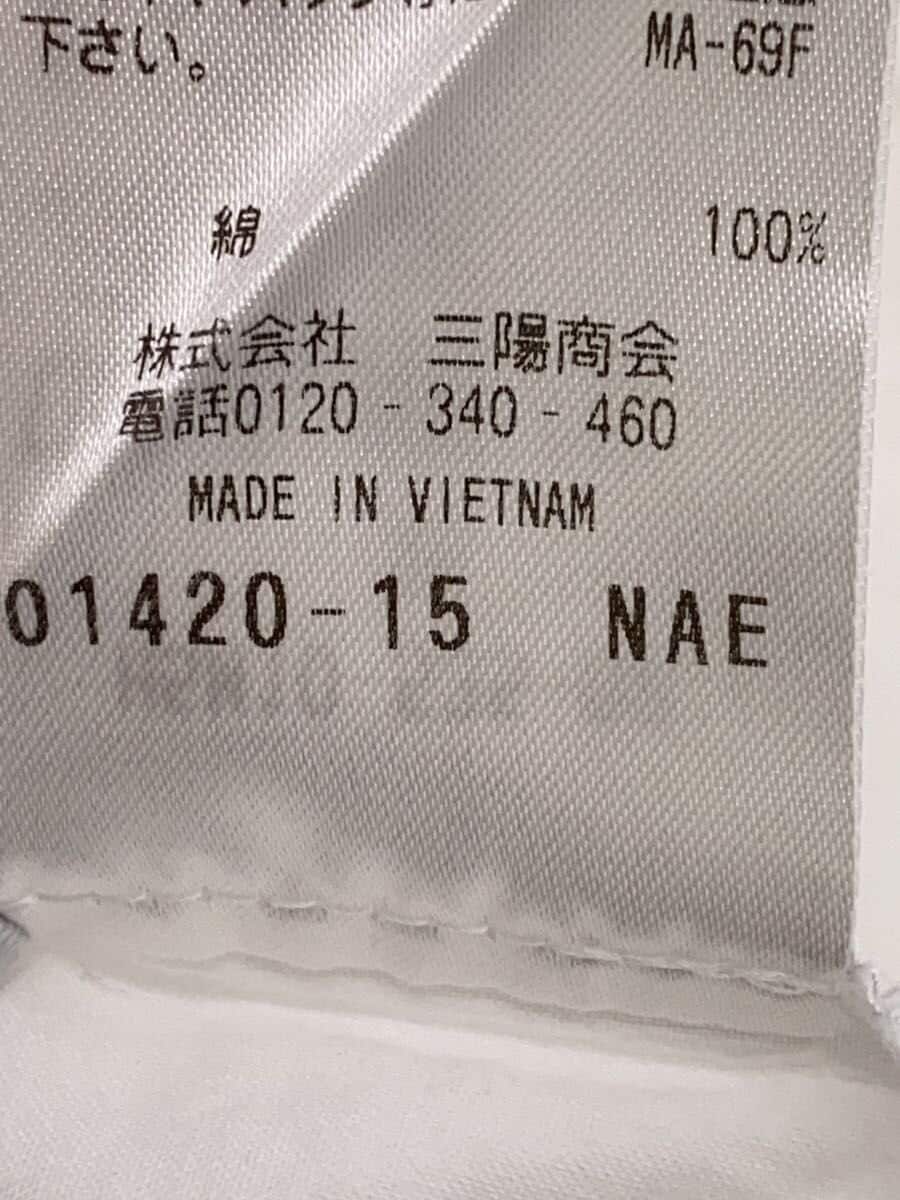 下さい。
MA-69F
綿 100%
株式会社 三陽商会
電話0120-340-460
MADE IN VIETNAM
01420-15 NAE